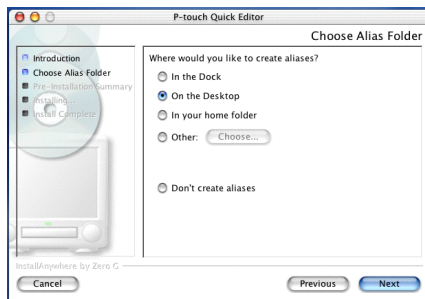 P-touch Quick Editor
Choose Alias Folder
Introduction
Choose Alias Folder
Pre-Installation Summary
Installing...
Install Complete
Where would you like to create aliases?
In the Dock
On the Desktop
In your home folder
Other: Choose...
Don't create aliases
InstallAnywhere by Zero G
Cancel Previous Next